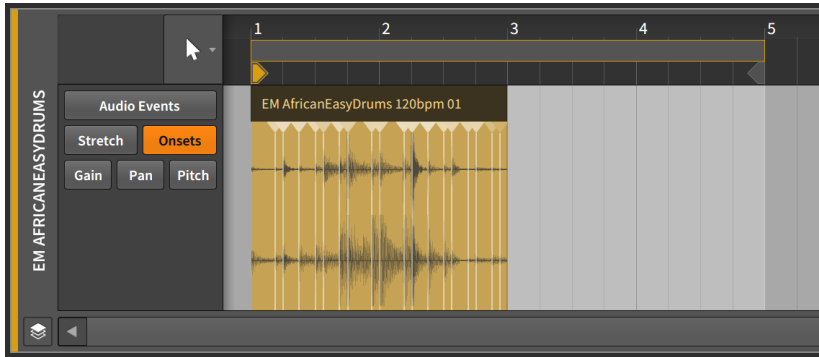 1 2 3 4 5
EM AFRICANEASYDRUMS
EM AfricanEasyDrums 120bpm 01
Audio Events
Stretch Onsets
Gain Pan Pitch